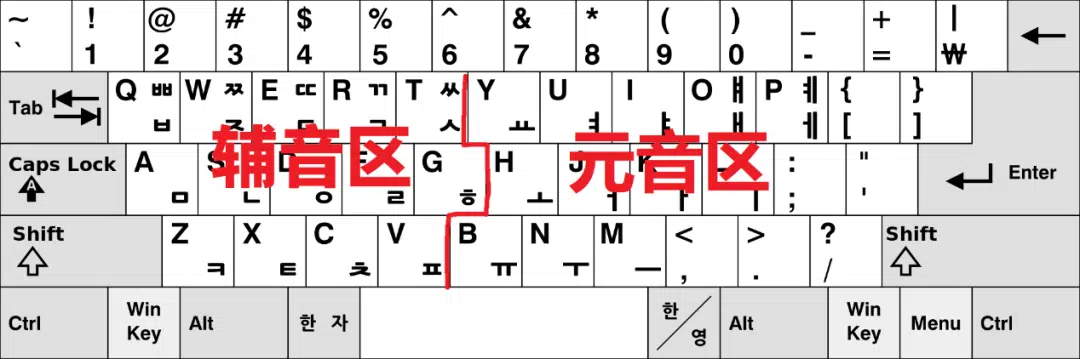 ~ ! @ # $ % ^ & * ( ) _ + |
` 1 2 3 4 5 6 7 8 9 0 - = ₩
Tab Q ㅃ W ㅉ E ㄸ R ㄲ T ㅆ Y U I O ㅒ P ㅖ { }
ㅂ ㅈ ㄷ ㄱ ㅅ ㅛ ㅕ ㅑ ㅐ ㅔ [ ]
辅音区 元音区
Caps Lock A S D F G H J K : "
A ㅁ ㄴ ㅇ ㄹ ㅎ ㅗ ㅓ ㅏ ㅣ ; ' Enter
Shift Z X C V B N M < > ? Shift
ㅋ ㅌ ㅊ ㅍ ㅠ ㅜ ㅡ , . /
Ctrl Win Key Alt 한 자 한 / 영 Alt Win Key Menu Ctrl